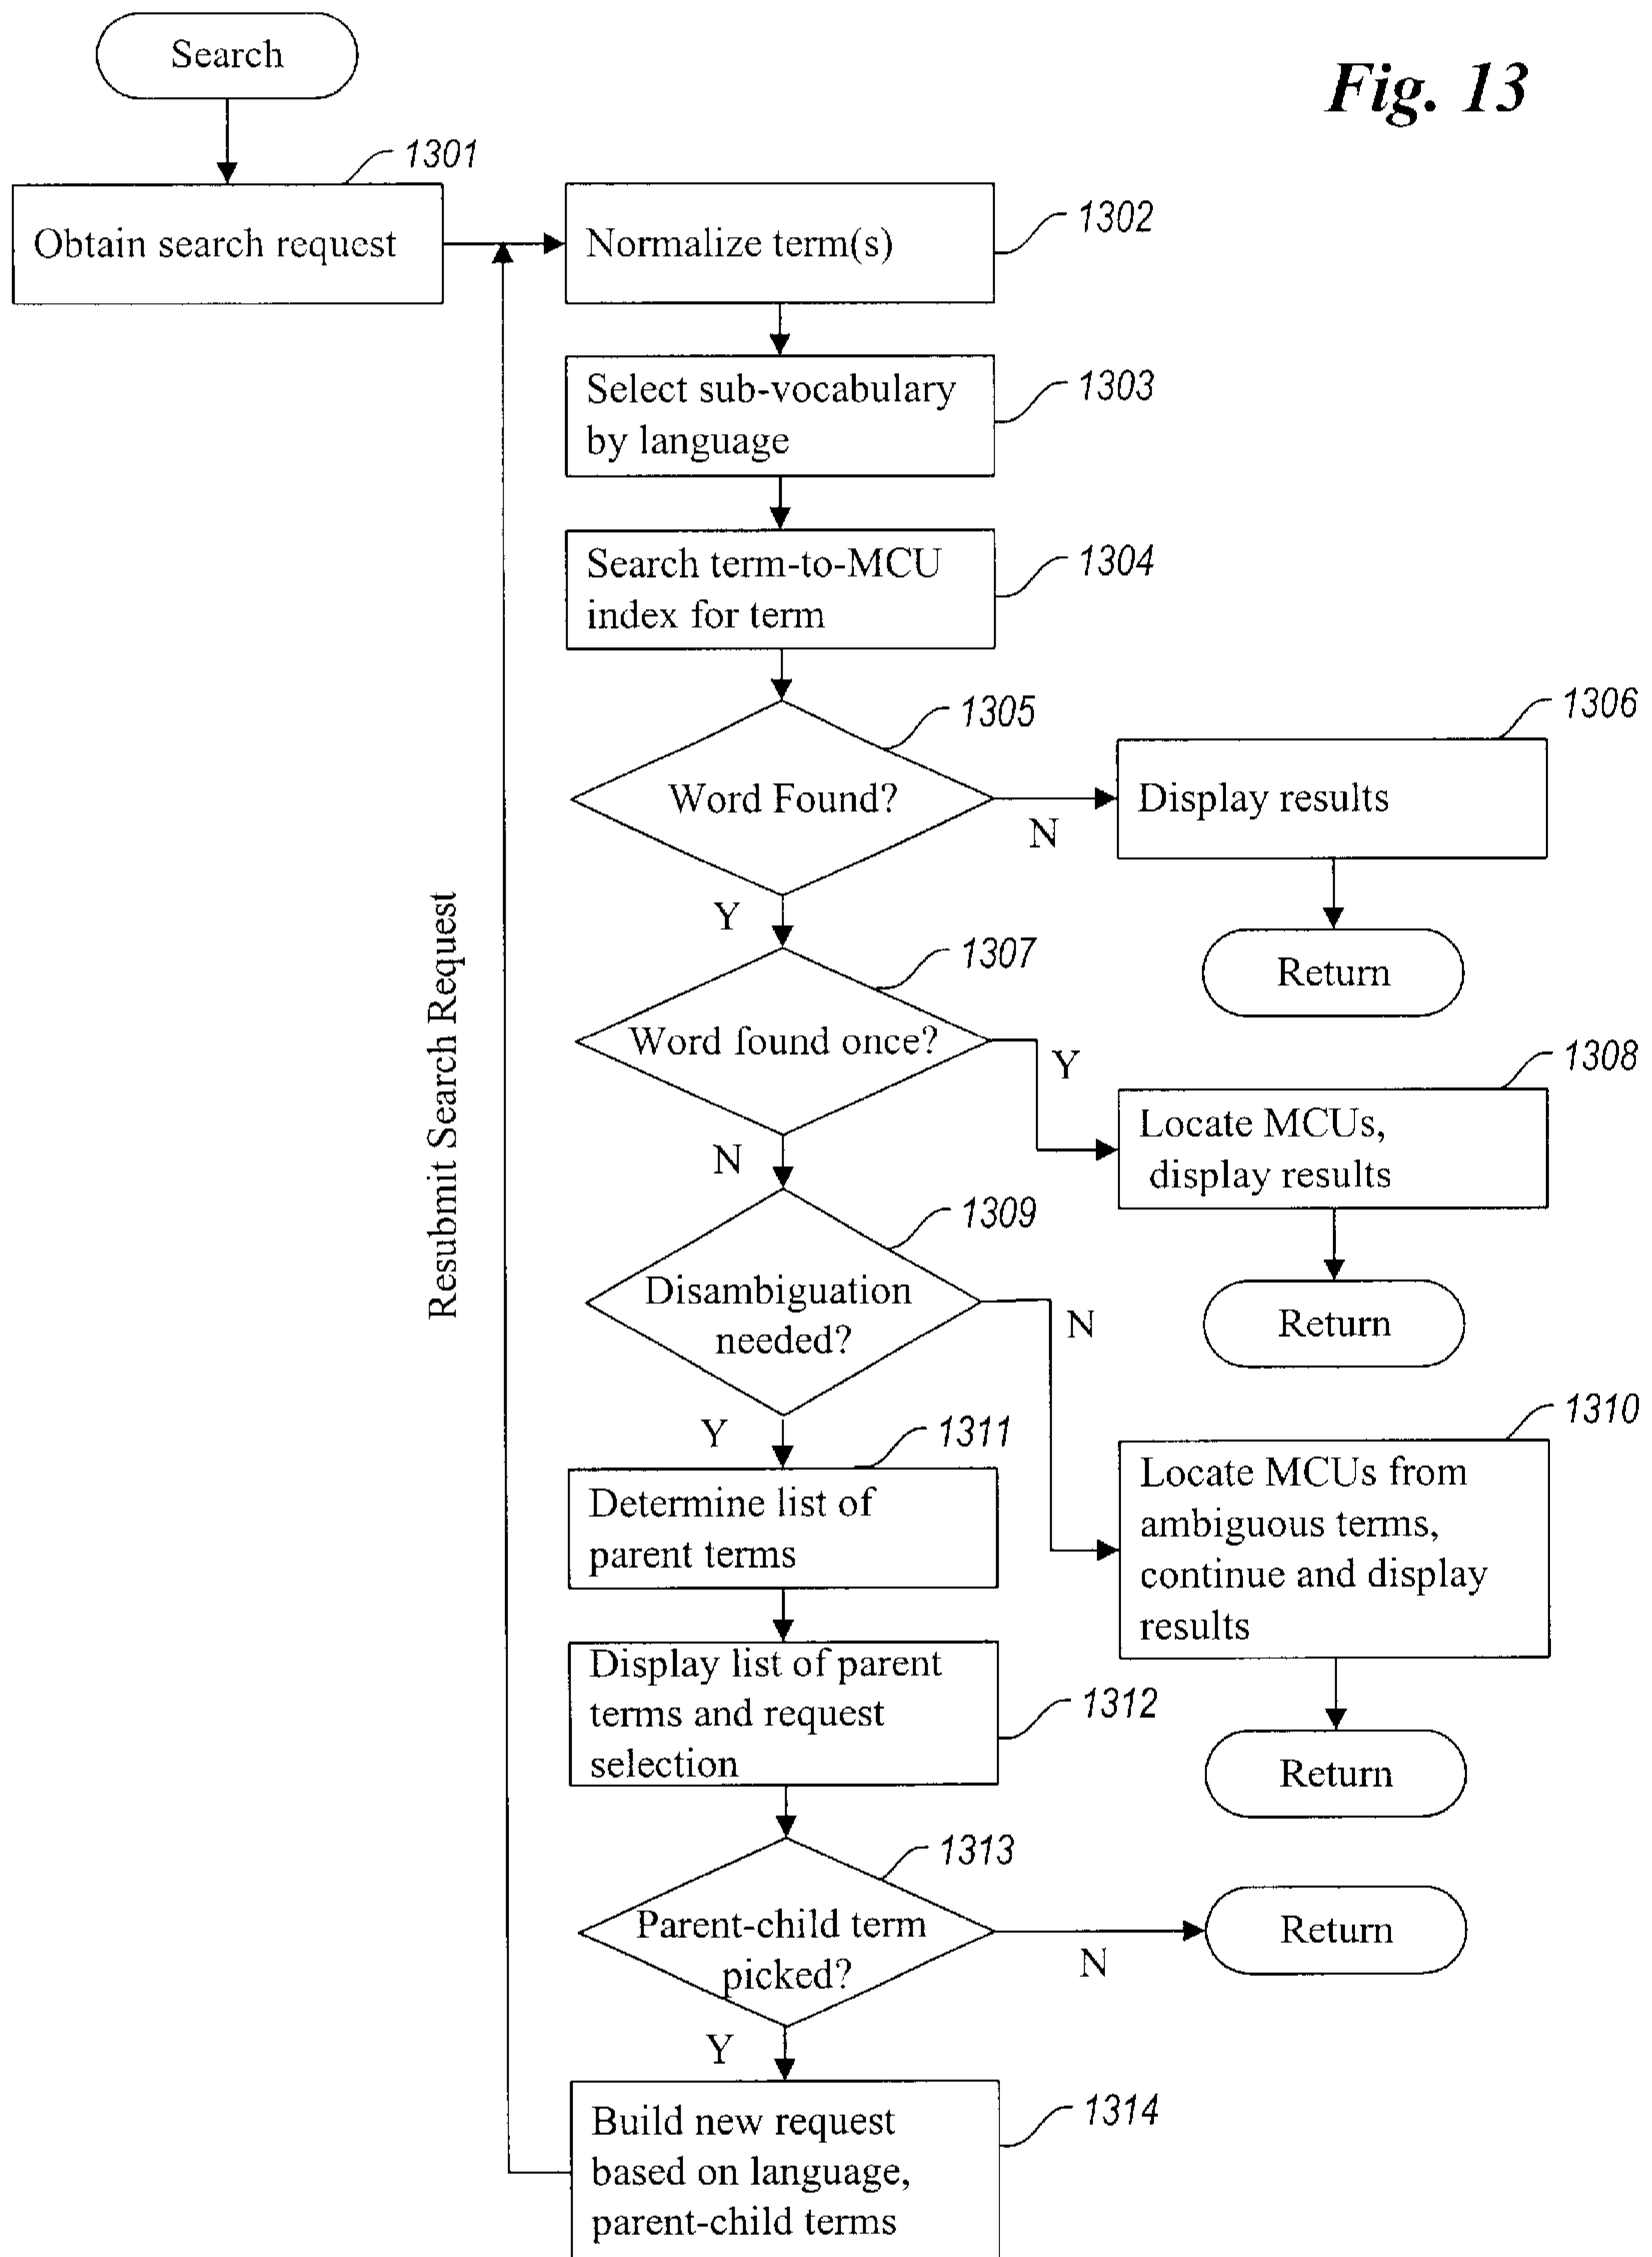 Search
Fig. 13
1301
Obtain search request
1302
Normalize term(s)
1303
Select sub-vocabulary
by language
1304
Search term-to-MCU
index for term
1305
Word Found?
N
Y
1306
Display results
Return
1307
Word found once?
Y
N
1308
Locate MCUs,
display results
Return
1309
Disambiguation
needed?
N
Y
1310
Locate MCUs from
ambiguous terms,
continue and display
results
Return
1311
Determine list of
parent terms
1312
Display list of parent
terms and request
selection
1313
Parent-child term
picked?
N
Return
Y
1314
Build new request
based on language,
parent-child terms
Resubmit Search Request